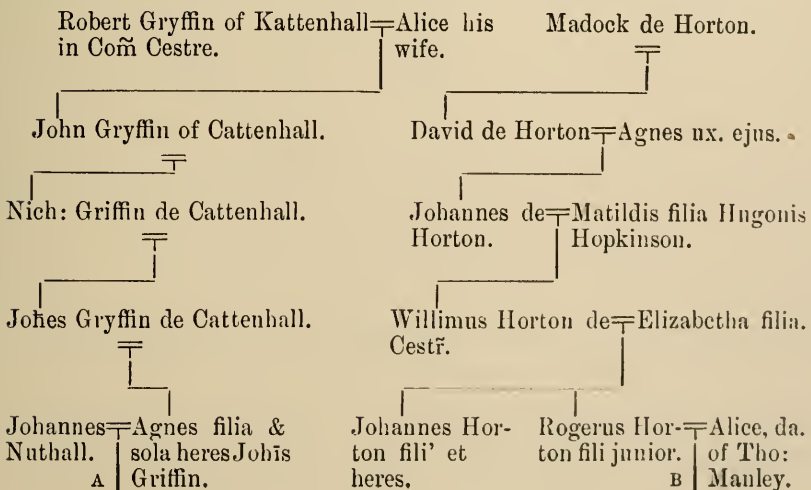 Robert Gryffin of Kattenhall Alice his Madock de Horton.
in Com̃ Cestre. wife.
John Gryffin of Cattenhall. David de Horton Agnes ux. ejus.
Nich: Griffin de Cattenhall. Johannes de Matildis filia Hugonis
Horton. Hopkinson.
Joħes Gryffin de Cattenhall. Willimus Horton de Elizabetha filia.
Cestr̃.
Johannes Agnes filia & Johannes Hor- Rogerus Hor- Alice, da.
Nuthall. sola heres Johīs ton fili' et ton fili junior. of Tho:
A Griffin. heres. B Manley.